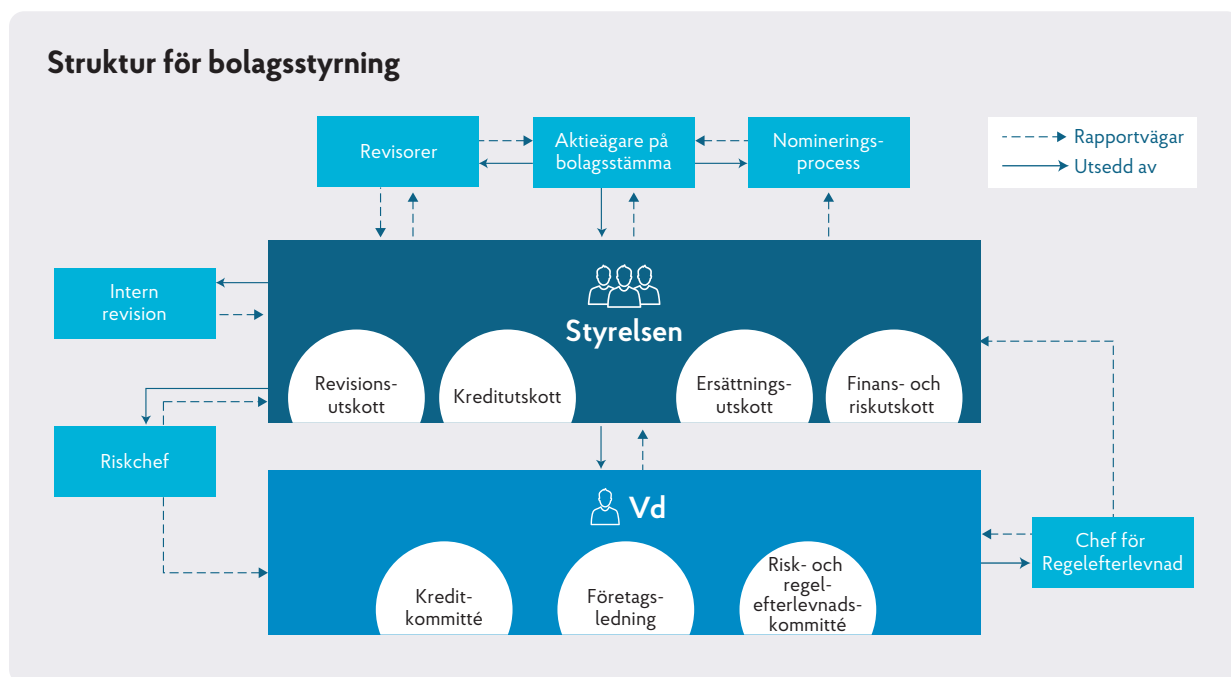 Struktur för bolagsstyrning
Revisorer
Aktieägare på
bolagsstämma
Nominerings-
process
Rapportvägar
Utsedd av
Intern
revision
Styrelsen
Revisions-
utskott
Kreditutskott
Ersättnings-
utskott
Finans- och
riskutskott
Riskchef
Vd
Kredit-
kommitté
Företags-
ledning
Risk- och
regel-
efterlevnads-
kommitté
Chef för
Regelefterlevnad